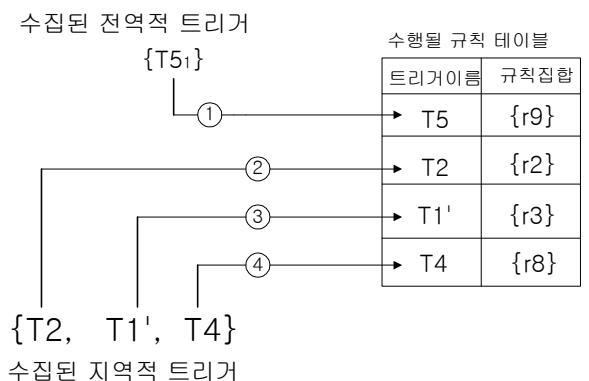 수집된 전역적 트리거
{T5₁}
수행될 규칙 테이블
트리거이름 규칙집합
① T5 {r9}
② T2 {r2}
③ T1' {r3}
④ T4 {r8}
{T2, T1', T4}
수집된 지역적 트리거